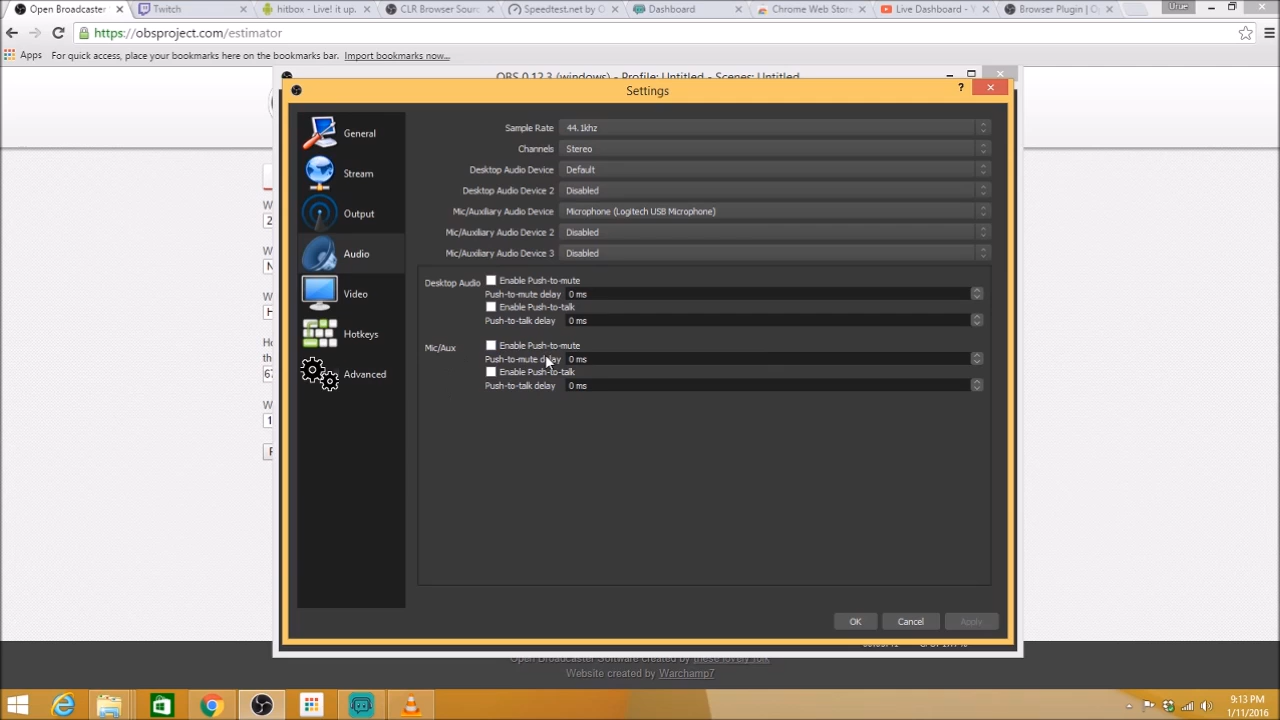 Open Broadcaster
Twitch
hitbox - Live! it up.
CLR Browser Sour
Speedtest.net by O
Dashboard
Chrome Web Store
Live Dashboard -
Browser Plugin | O
Urue
https://obsproject.com/estimator
Apps For quick access, place your bookmarks here on the bookmarks bar. Import bookmarks now...
OBS 0.12.3 (windows) - Profile: Untitled - Scenes: Untitled
Settings
?
General
Stream
Output
Audio
Video
Hotkeys
Advanced
Sample Rate 44.1khz
Channels Stereo
Desktop Audio Device Default
Desktop Audio Device 2 Disabled
Mic/Auxiliary Audio Device Microphone (Logitech USB Microphone)
Mic/Auxiliary Audio Device 2 Disabled
Mic/Auxiliary Audio Device 3 Disabled
Desktop Audio Enable Push-to-mute
Push-to-mute delay 0 ms
Enable Push-to-talk
Push-to-talk delay 0 ms
Mic/Aux Enable Push-to-mute
Push-to-mute delay 0 ms
Enable Push-to-talk
Push-to-talk delay 0 ms
OK Cancel Apply
Open Broadcaster Software created by these lovely folk
Website created by Warchamp7
9:13 PM
1/11/2016